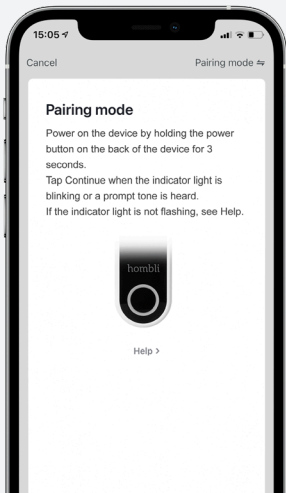 15:05
Cancel
Pairing mode
Pairing mode
Power on the device by holding the power
button on the back of the device for 3
seconds.
Tap Continue when the indicator light is
blinking or a prompt tone is heard.
If the indicator light is not flashing, see Help.
hombli
Help >